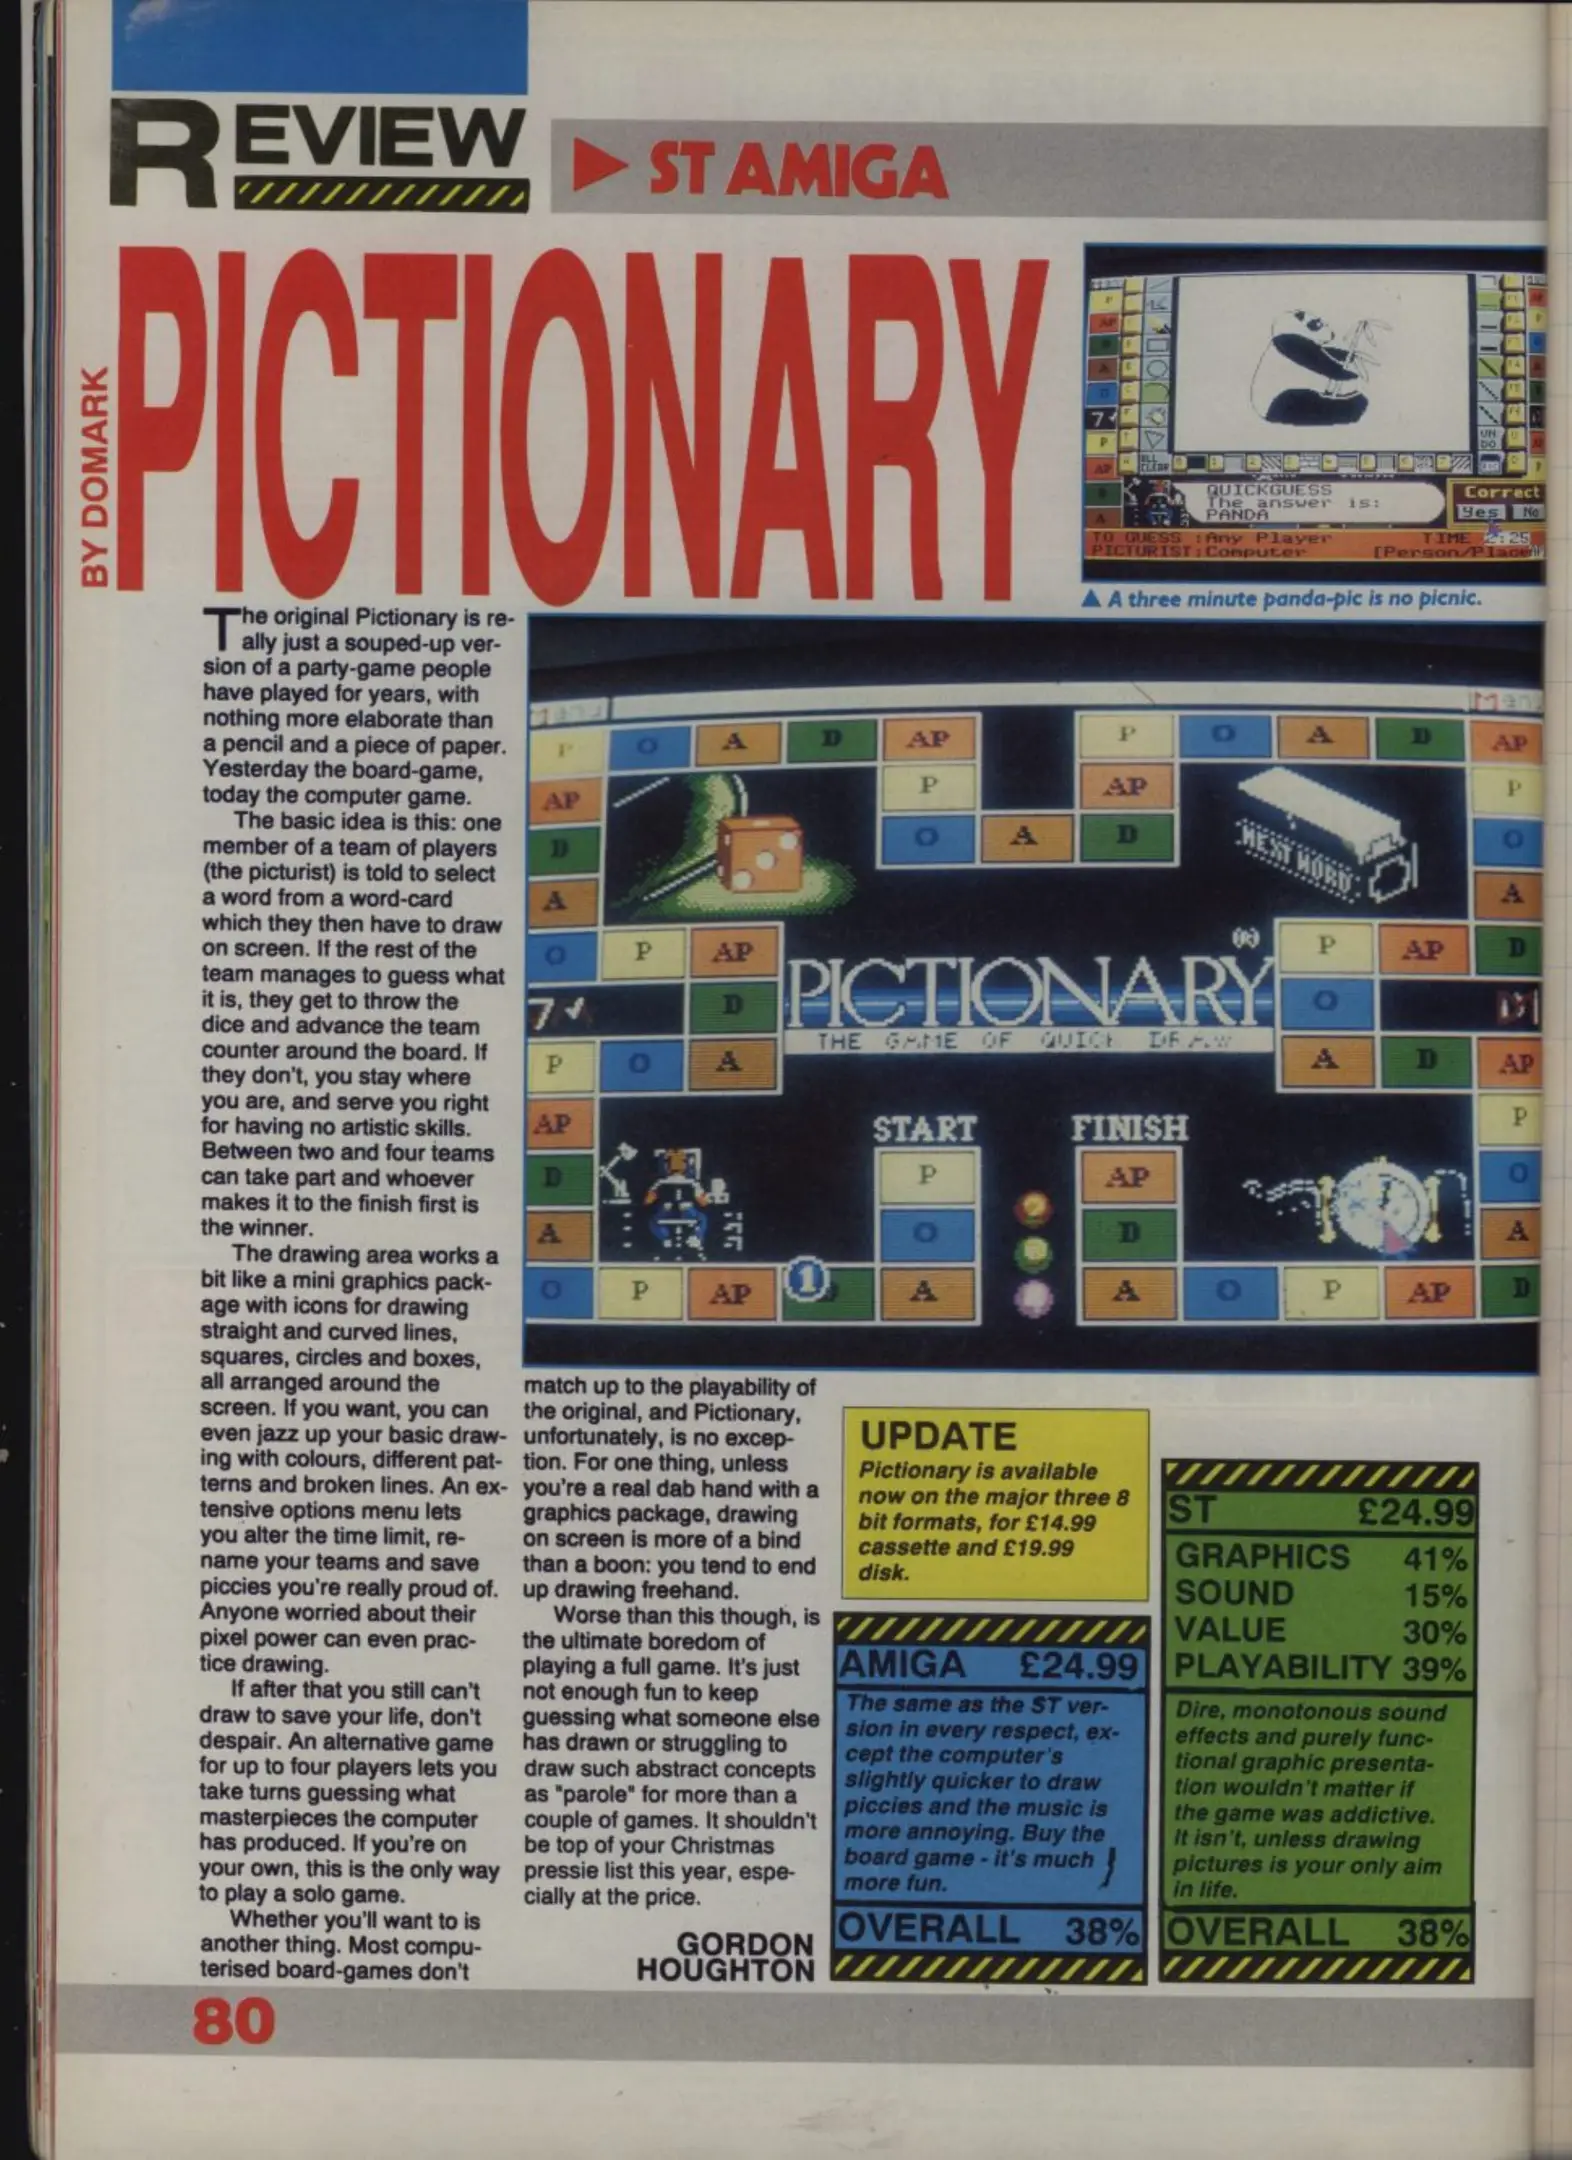 REVIEW
ST AMIGA
PICTIONARY
BY DOMARK
QUICKGUESS
The answer is:
PANDA
Correct
Yes No
TO GUESS :Any Player
TIME 2:25
PICTURIST:Computer
▲ A three minute panda-pic is no picnic.
The original Pictionary is re-
ally just a souped-up ver-
sion of a party-game people
have played for years, with
nothing more elaborate than
a pencil and a piece of paper.
Yesterday the board-game,
today the computer game.
The basic idea is this: one
member of a team of players
(the picturist) is told to select
a word from a word-card
which they then have to draw
on screen. If the rest of the
team manages to guess what
it is, they get to throw the
dice and advance the team
counter around the board. If
they don't, you stay where
you are, and serve you right
for having no artistic skills.
Between two and four teams
can take part and whoever
makes it to the finish first is
the winner.
The drawing area works a
bit like a mini graphics pack-
age with icons for drawing
straight and curved lines,
squares, circles and boxes,
all arranged around the
screen. If you want, you can
even jazz up your basic draw-
ing with colours, different pat-
terns and broken lines. An ex-
tensive options menu lets
you alter the time limit, re-
name your teams and save
piccies you're really proud of.
Anyone worried about their
pixel power can even prac-
tice drawing.
If after that you still can't
draw to save your life, don't
despair. An alternative game
for up to four players lets you
take turns guessing what
masterpieces the computer
has produced. If you're on
your own, this is the only way
to play a solo game.
Whether you'll want to is
another thing. Most compu-
terised board-games don't
P O A D AP P O A D AP
AP P AP P
D O A D O
A NEXT WORD A
O P AP P AP D
PICTIONARY (R)
THE GAME OF QUICK DRAW
D O
P O A A D AP
AP START FINISH P
D P AP O
A O D A
O P AP 1 A A O P AP D
match up to the playability of
the original, and Pictionary,
unfortunately, is no excep-
tion. For one thing, unless
you're a real dab hand with a
graphics package, drawing
on screen is more of a bind
than a boon: you tend to end
up drawing freehand.
Worse than this though, is
the ultimate boredom of
playing a full game. It's just
not enough fun to keep
guessing what someone else
has drawn or struggling to
draw such abstract concepts
as "parole" for more than a
couple of games. It shouldn't
be top of your Christmas
pressie list this year, espe-
cially at the price.
GORDON
HOUGHTON
UPDATE
Pictionary is available
now on the major three 8
bit formats, for £14.99
cassette and £19.99
disk.
AMIGA £24.99
The same as the ST ver-
sion in every respect, ex-
cept the computer's
slightly quicker to draw
piccies and the music is
more annoying. Buy the
board game - it's much
more fun.
OVERALL 38%
ST £24.99
GRAPHICS 41%
SOUND 15%
VALUE 30%
PLAYABILITY 39%
Dire, monotonous sound
effects and purely func-
tional graphic presenta-
tion wouldn't matter if
the game was addictive.
It isn't, unless drawing
pictures is your only aim
in life.
OVERALL 38%
80